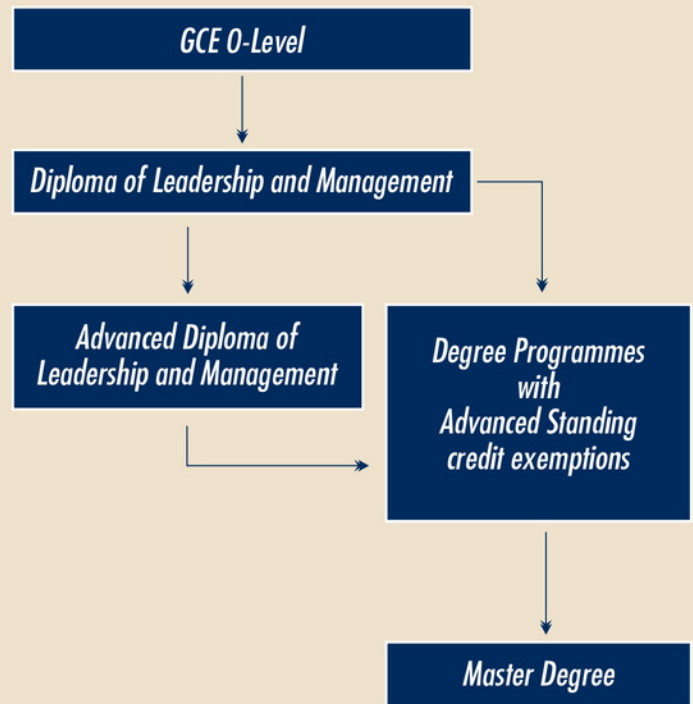 GCE O-Level
Diploma of Leadership and Management
Advanced Diploma of
Leadership and Management
Degree Programmes
with
Advanced Standing
credit exemptions
Master Degree